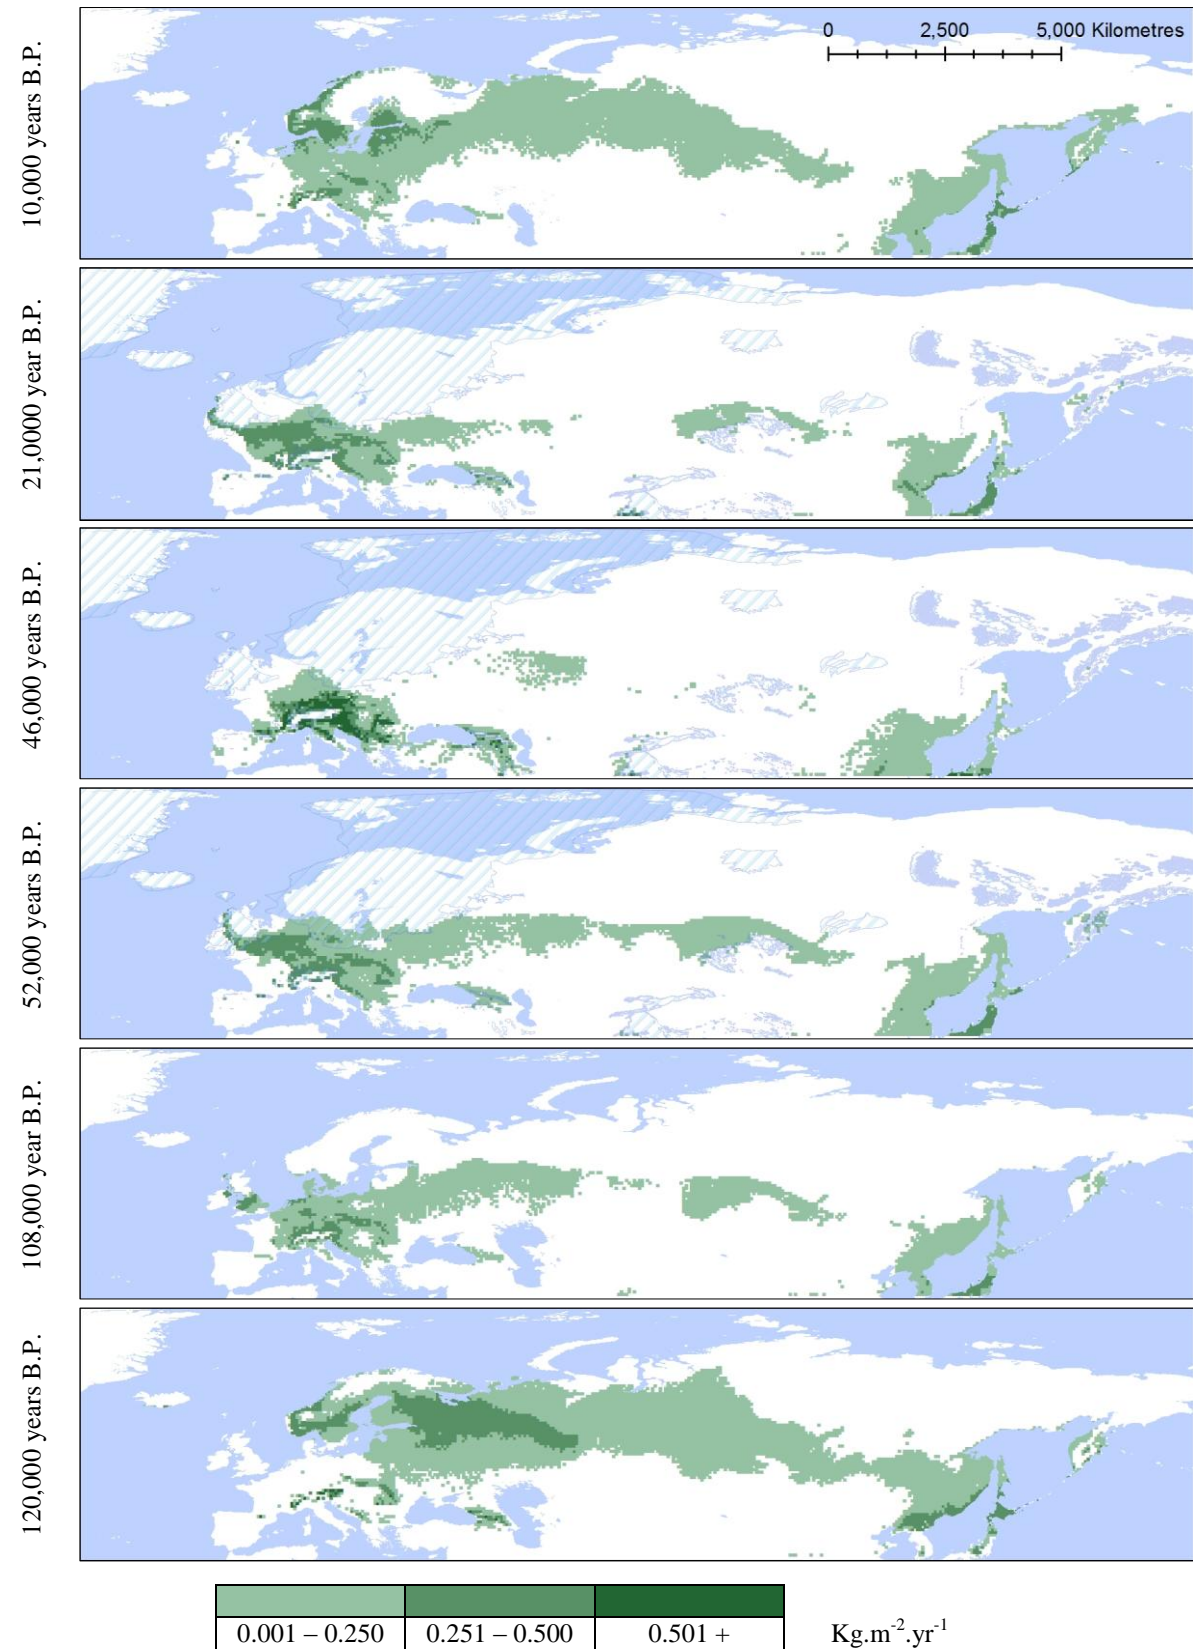 0 2,500 5,000 Kilometres
10,000 years B.P.
21,0000 year B.P.
46,000 years B.P.
52,000 years B.P.
108,000 year B.P.
120,000 years B.P.
0.001 – 0.250 0.251 – 0.500 0.501 + Kg.m-2.yr-1